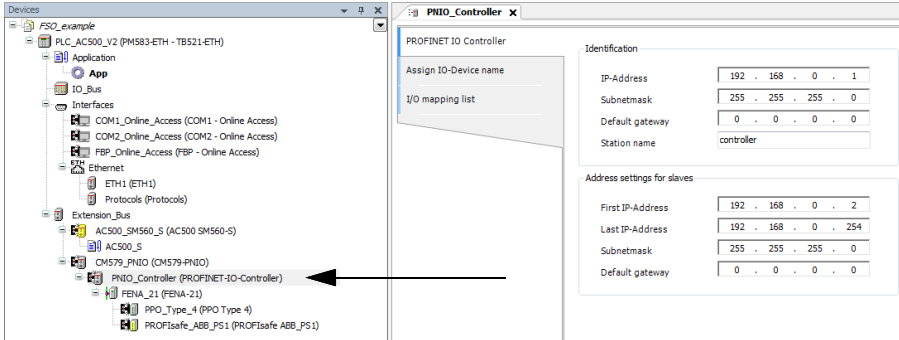 Devices
FSO_example
PLC_AC500_V2 (PM583-ETH - TB521-ETH)
Application
App
IO_Bus
Interfaces
COM1_Online_Access (COM1 - Online Access)
COM2_Online_Access (COM2 - Online Access)
FBP_Online_Access (FBP - Online Access)
ETH
Ethernet
ETH1 (ETH1)
Protocols (Protocols)
Extension_Bus
AC500_SM560_S (AC500 SM560-S)
AC500_S
CM579_PNIO (CM579-PNIO)
PNIO_Controller (PROFINET-IO-Controller)
FENA_21 (FENA-21)
PPO_Type_4 (PPO Type 4)
PROFIsafe_ABB_PS1 (PROFIsafe ABB_PS1)
PNIO_Controller
PROFINET IO Controller
Assign IO-Device name
I/O mapping list
Identification
IP-Address 192 . 168 . 0 . 1
Subnetmask 255 . 255 . 255 . 0
Default gateway 0 . 0 . 0 . 0
Station name controller
Address settings for slaves
First IP-Address 192 . 168 . 0 . 2
Last IP-Address 192 . 168 . 0 . 254
Subnetmask 255 . 255 . 255 . 0
Default gateway 0 . 0 . 0 . 0